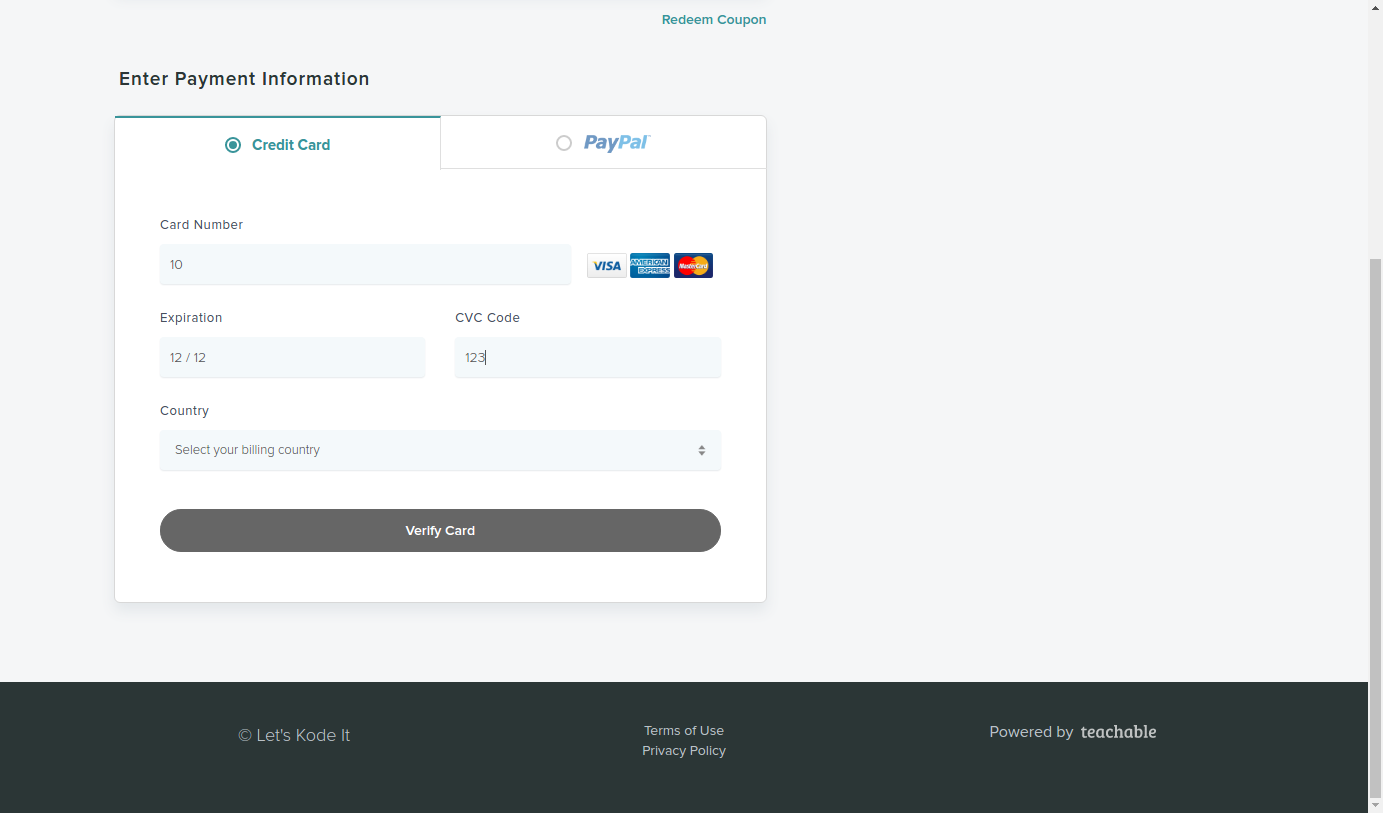 Redeem Coupon
Enter Payment Information
Credit Card
PayPal
Card Number
10
VISA
AMERICAN EXPRESS
MasterCard
Expiration
CVC Code
12 / 12
123
Country
Select your billing country
Verify Card
© Let's Kode It
Terms of Use
Privacy Policy
Powered by teachable